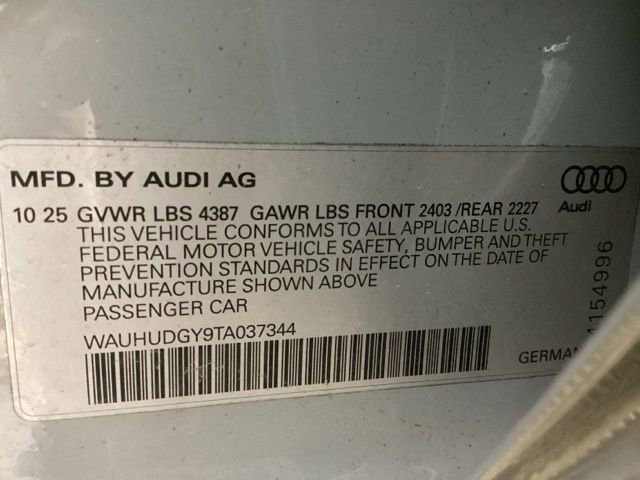 MFD. BY AUDI AG
Audi
10 25 GVWR LBS 4387 GAWR LBS FRONT 2403 /REAR 2227
THIS VEHICLE CONFORMS TO ALL APPLICABLE U.S.
FEDERAL MOTOR VEHICLE SAFETY, BUMPER AND THEFT
PREVENTION STANDARDS IN EFFECT ON THE DATE OF
MANUFACTURE SHOWN ABOVE
PASSENGER CAR
WAUHUDGY9TA037344